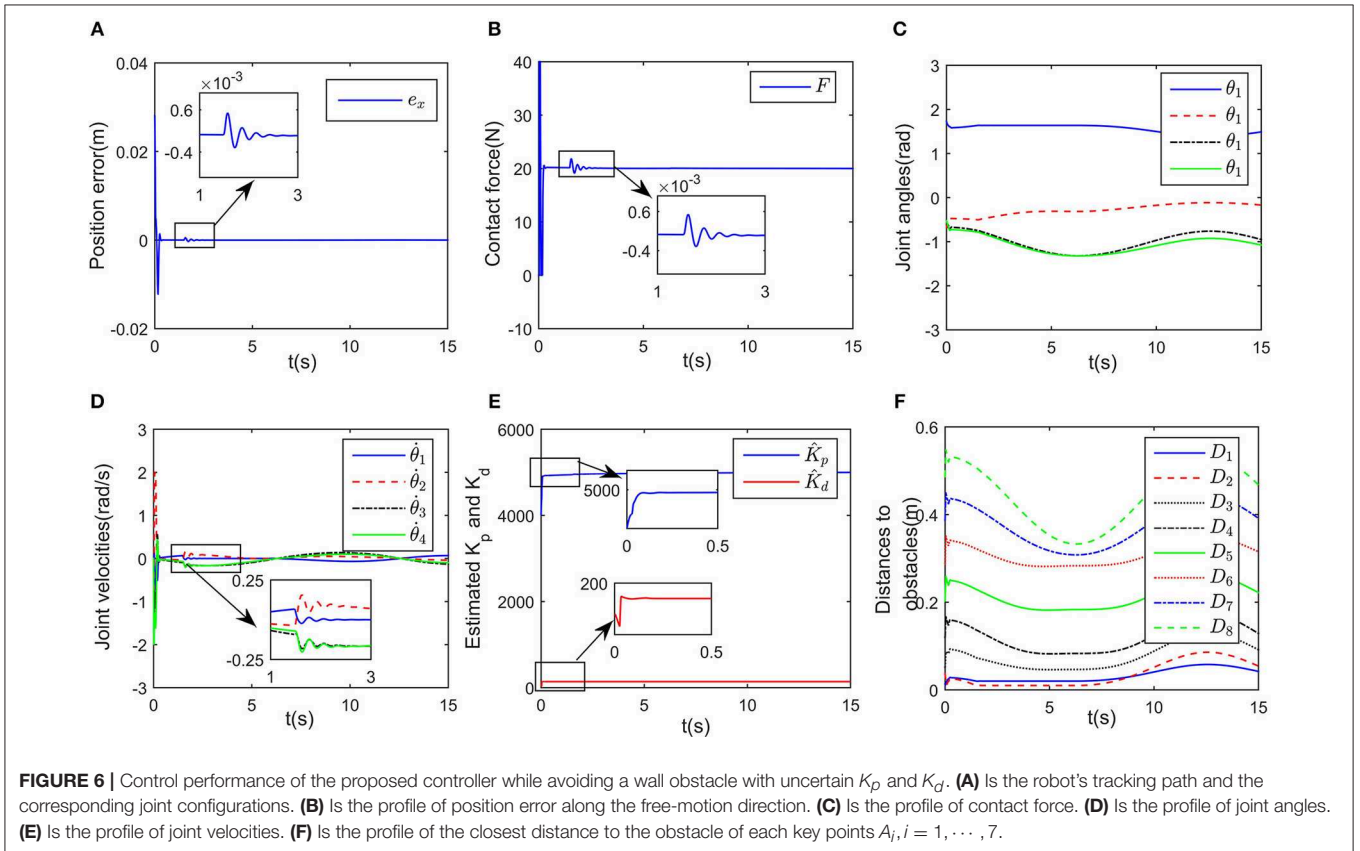 A
Position error(m)
0.04
0.02
0
-0.02
×10⁻³
0.6
-0.4
1 3
e_x
0 5 10 15
t(s)
B
Contact force(N)
40
30
20
10
0
-10
F
×10⁻³
0.6
-0.4
1 3
0 5 10 15
t(s)
C
Joint angles(rad)
3
2
1
0
-1
-2
-3
θ₁
θ₁
θ₁
θ₁
0 5 10 15
t(s)
D
Joint velocities(rad/s)
3
2
1
0
-1
-2
-3
θ̇₁
θ̇₂
θ̇₃
θ̇₄
0.25
-0.25
1 3
0 5 10 15
t(s)
E
Estimated K_p and K_d
6000
5000
4000
2000
0
K̂_p
K̂_d
5000
0 0.5
200
0 0.5
0 5 10 15
t(s)
F
Distances to
obstacles(m)
0.6
0.4
0.2
0
D₁
D₂
D₃
D₄
D₅
D₆
D₇
D₈
0 5 10 15
t(s)
FIGURE 6 | Control performance of the proposed controller while avoiding a wall obstacle with uncertain K_p and K_d. (A) Is the robot's tracking path and the
corresponding joint configurations. (B) Is the profile of position error along the free-motion direction. (C) Is the profile of contact force. (D) Is the profile of joint angles.
(E) Is the profile of joint velocities. (F) Is the profile of the closest distance to the obstacle of each key points A_i, i = 1, ⋯ , 7.